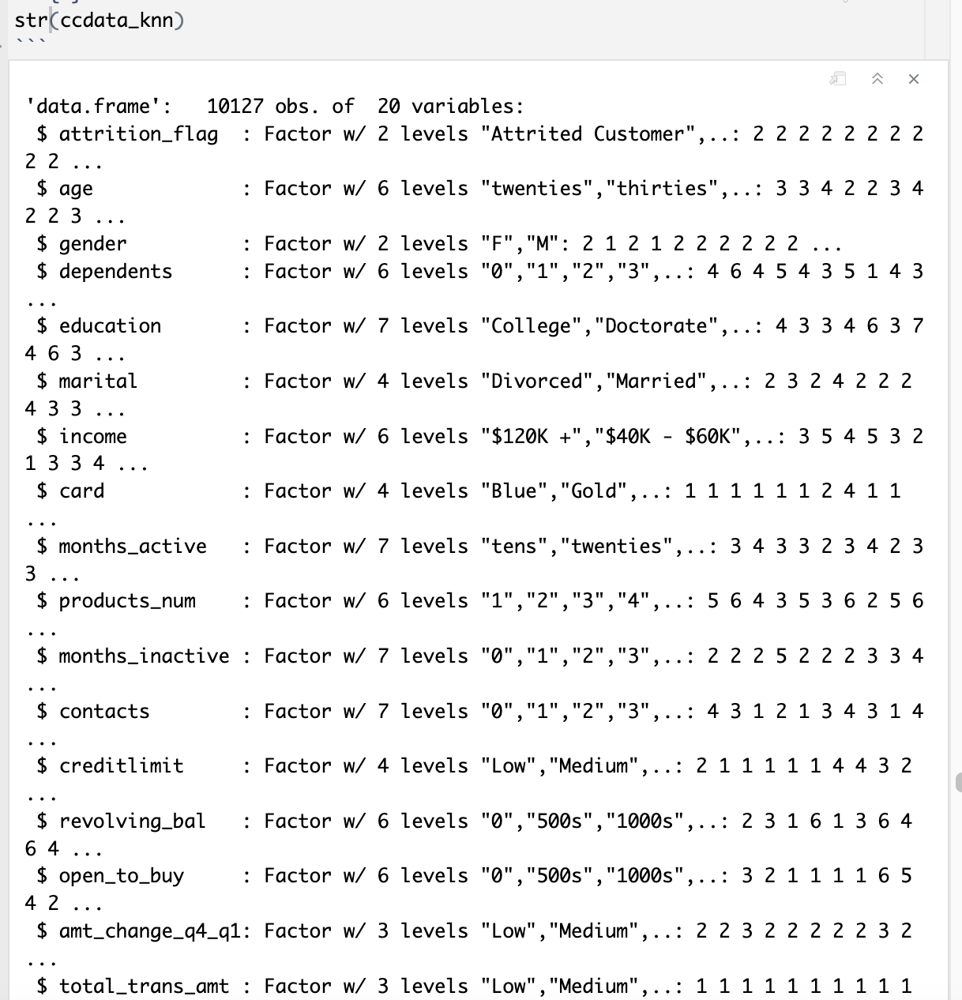 str(ccdata_knn)
```
'data.frame':   10127 obs. of  20 variables:
 $ attrition_flag  : Factor w/ 2 levels "Attrited Customer",..: 2 2 2 2 2 2 2 2
2 2 ...
 $ age             : Factor w/ 6 levels "twenties","thirties",..: 3 3 4 2 2 3 4
2 2 3 ...
 $ gender          : Factor w/ 2 levels "F","M": 2 1 2 1 2 2 2 2 2 2 ...
 $ dependents      : Factor w/ 6 levels "0","1","2","3",..: 4 6 4 5 4 3 5 1 4 3
...
 $ education       : Factor w/ 7 levels "College","Doctorate",..: 4 3 3 4 6 3 7
4 6 3 ...
 $ marital         : Factor w/ 4 levels "Divorced","Married",..: 2 3 2 4 2 2 2
4 3 3 ...
 $ income          : Factor w/ 6 levels "$120K +","$40K - $60K",..: 3 5 4 5 3 2
1 3 3 4 ...
 $ card            : Factor w/ 4 levels "Blue","Gold",..: 1 1 1 1 1 1 2 4 1 1
...
 $ months_active   : Factor w/ 7 levels "tens","twenties",..: 3 4 3 3 2 3 4 2 3
3 ...
 $ products_num    : Factor w/ 6 levels "1","2","3","4",..: 5 6 4 3 5 3 6 2 5 6
...
 $ months_inactive : Factor w/ 7 levels "0","1","2","3",..: 2 2 2 5 2 2 2 3 3 4
...
 $ contacts        : Factor w/ 7 levels "0","1","2","3",..: 4 3 1 2 1 3 4 3 1 4
...
 $ creditlimit     : Factor w/ 4 levels "Low","Medium",..: 2 1 1 1 1 1 4 4 3 2
...
 $ revolving_bal   : Factor w/ 6 levels "0","500s","1000s",..: 2 3 1 6 1 3 6 4
6 4 ...
 $ open_to_buy     : Factor w/ 6 levels "0","500s","1000s",..: 3 2 1 1 1 1 6 5
4 2 ...
 $ amt_change_q4_q1: Factor w/ 3 levels "Low","Medium",..: 2 2 3 2 2 2 2 2 3 2
...
 $ total_trans_amt : Factor w/ 3 levels "Low","Medium",..: 1 1 1 1 1 1 1 1 1 1